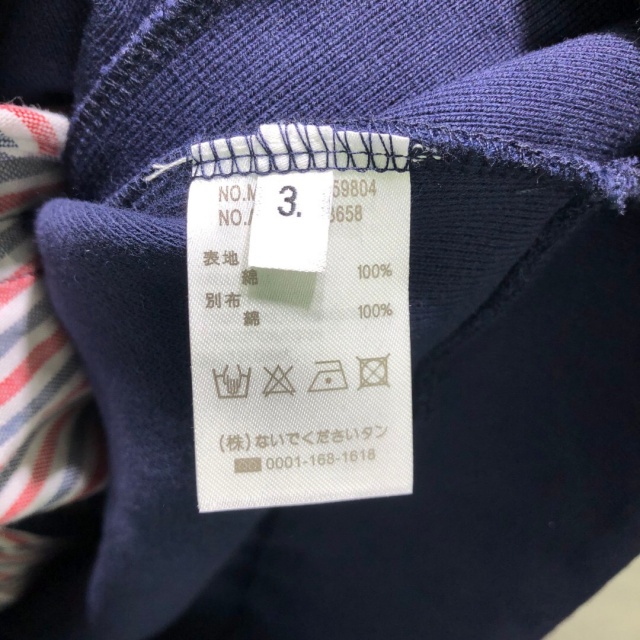 NO.M 59804
3.
NO. 8658
表地
綿 100%
別布
綿 100%
(株)ないでくださいタン
0001-168-1618